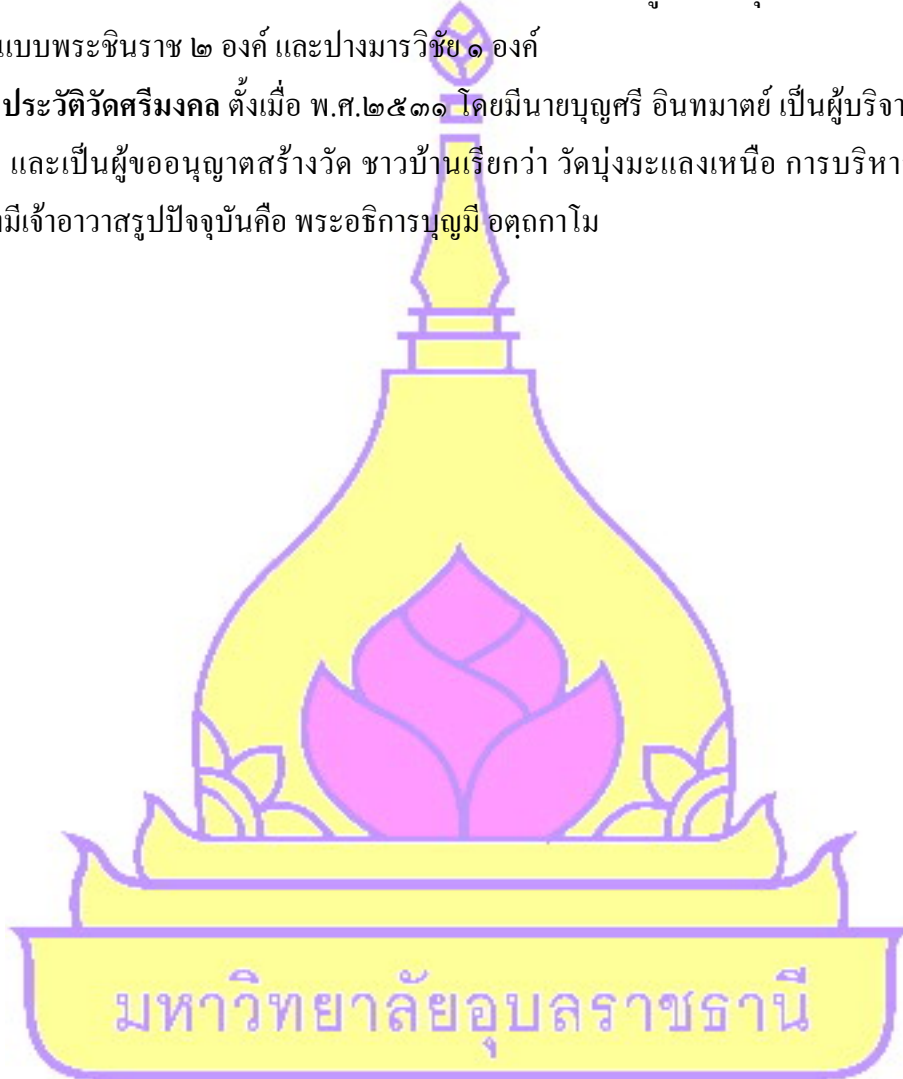 แบบพระชินราช ๒ องค์ และปางมารวิชัย ๑ องค์
ประวัติวัดศรีมงคล ตั้งเมื่อ พ.ศ.๒๕๓๑ โดยมีนายบุญศรี อินทมาตย์ เป็นผู้บริจา
และเป็นผู้ขออนุญาตสร้างวัด ชาวบ้านเรียกว่า วัดบุ่งมะแลงเหนือ การบริหา
มีเจ้าอาวาสรูปปัจจุบันคือ พระอธิการบุญมี อตฺถกาโม
มหาวิทยาลัยอุบลราชธานี